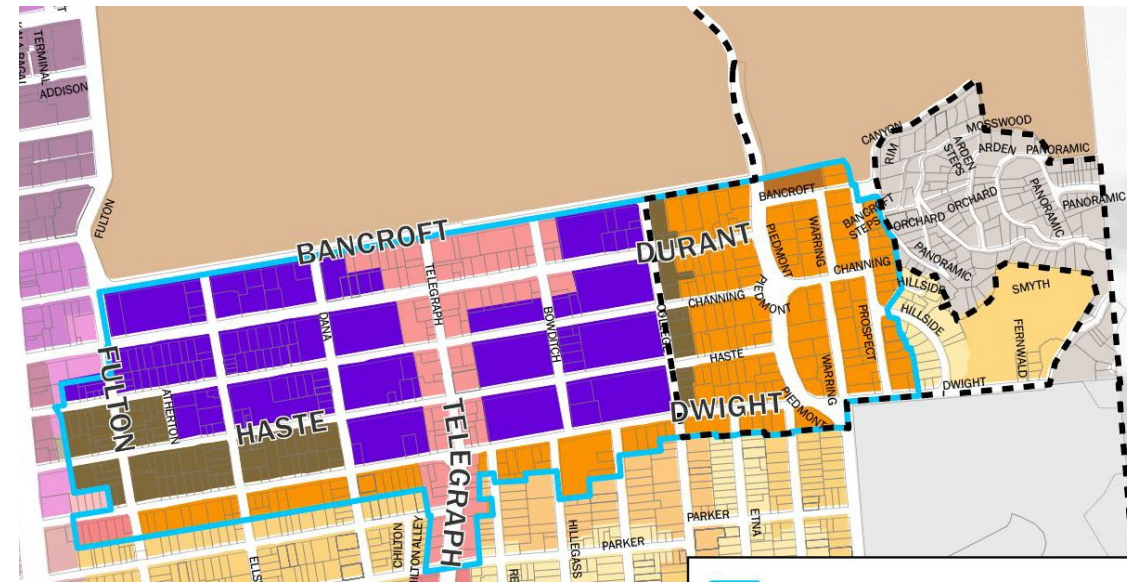 TERMINAL
ADDISON
FULTON
CANYON
RIM
MOSSWOOD
ARDEN STEPS
ARDEN
PANORAMIC
PANORAMIC
PANORAMIC
ORCHARD
ORCHARD
PANORAMIC
BANCROFT
BANCROFT STEPS
BANCROFT
DURANT
TELEGRAPH
PIEDMONT
WARRING
CHANNING
CHANNING
PIEDMONT
HILLSIDE
HILLSIDE
SMYTH
FERNWALD
DANA
BOWDITCH
COLLEGE
PROSPECT
HASTE
WARRING
FULTON
ATHERTON
HASTE
TELEGRAPH
DWIGHT
PIEDMONT
DWIGHT
PARKER
PARKER
ETNA
HILLEGASS
CHILTON
ALLEY